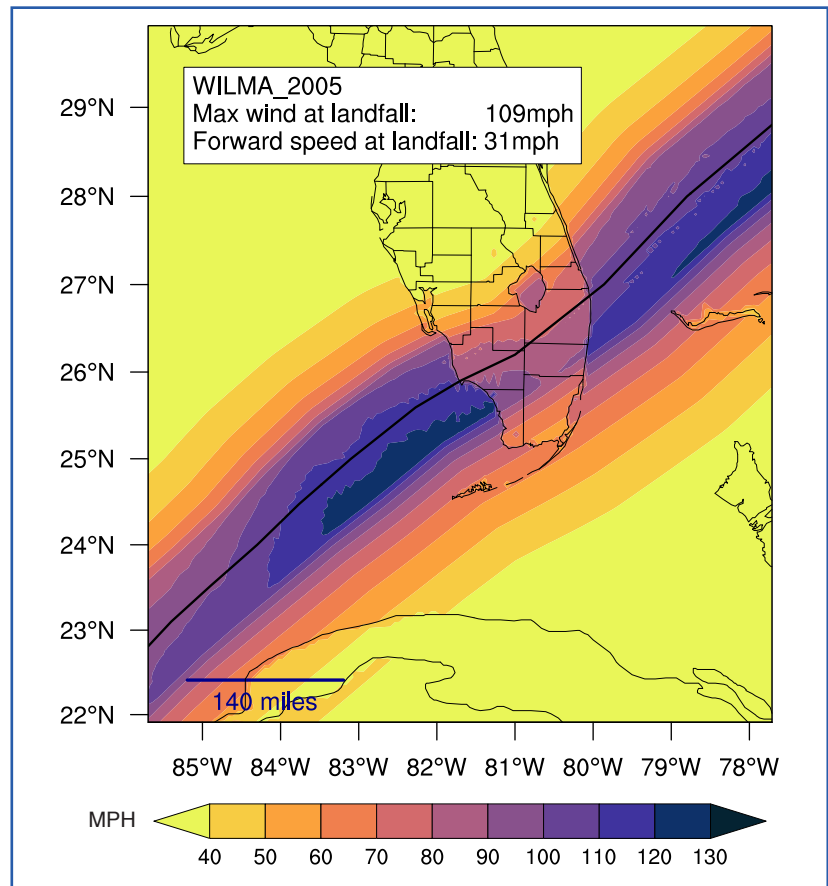 WILMA_2005
Max wind at landfall: 109mph
Forward speed at landfall: 31mph
29°N
28°N
27°N
26°N
25°N
24°N
23°N
22°N
140 miles
85°W 84°W 83°W 82°W 81°W 80°W 79°W 78°W
MPH
40 50 60 70 80 90 100 110 120 130